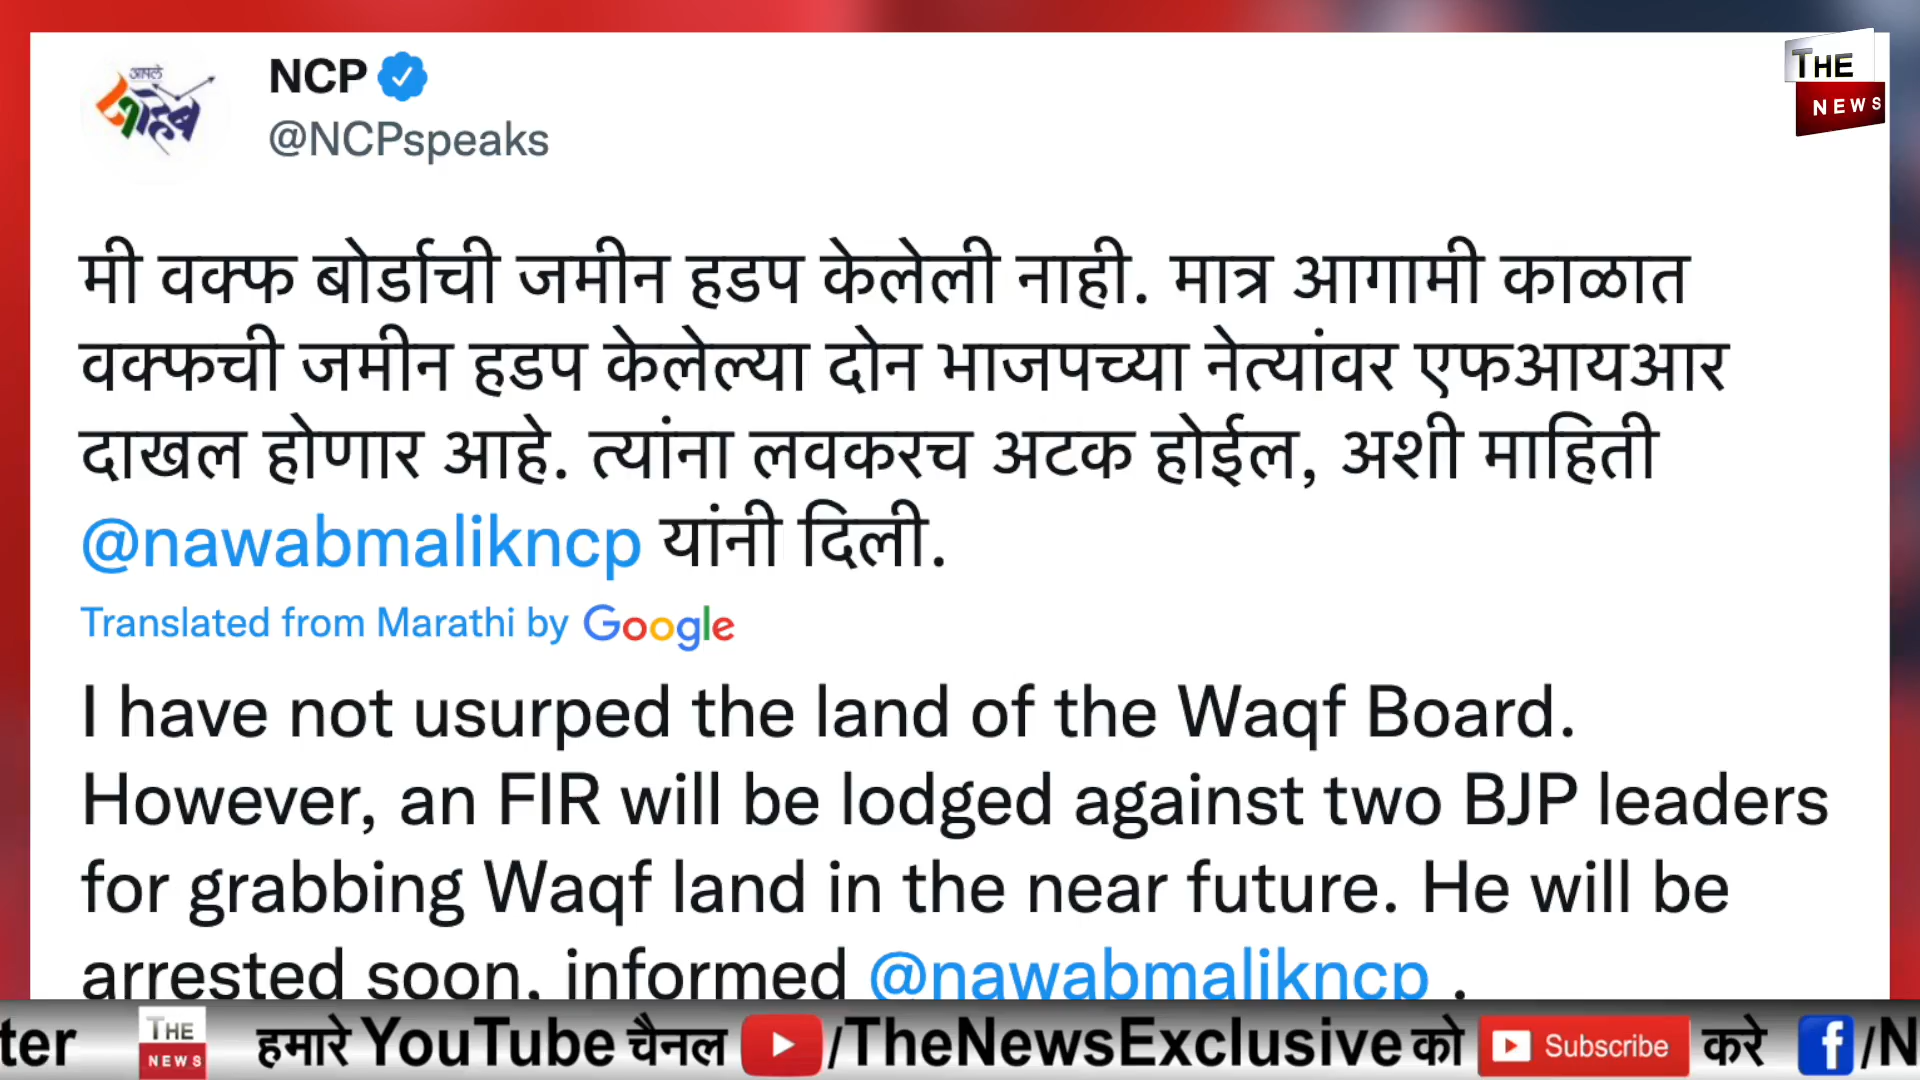 आपले
साहेब
NCP
@NCPspeaks
THE
NEWS
मी वक्फ बोर्डाची जमीन हडप केलेली नाही. मात्र आगामी काळात
वक्फची जमीन हडप केलेल्या दोन भाजपच्या नेत्यांवर एफआयआर
दाखल होणार आहे. त्यांना लवकरच अटक होईल, अशी माहिती
@nawabmalikncp यांनी दिली.
Translated from Marathi by Google
I have not usurped the land of the Waqf Board.
However, an FIR will be lodged against two BJP leaders
for grabbing Waqf land in the near future. He will be
arrested soon, informed @nawabmalikncp .
ter THE NEWS हमारे YouTube चैनल /TheNewsExclusive को Subscribe करे f /N